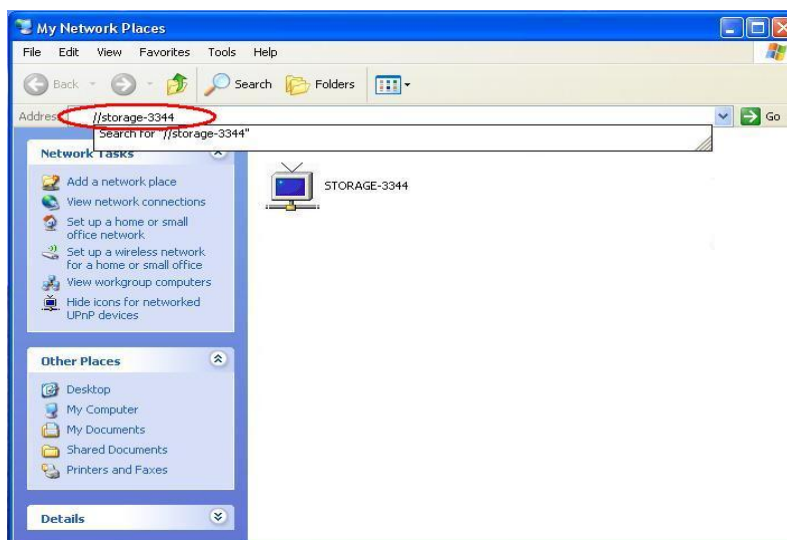 My Network Places
File Edit View Favorites Tools Help
Back Search Folders
Address //storage-3344 Go
Search for "//storage-3344"
Network Tasks
Add a network place
View network connections
Set up a home or small
office network
Set up a wireless network
for a home or small office
View workgroup computers
Hide icons for networked
UPnP devices
STORAGE-3344
Other Places
Desktop
My Computer
My Documents
Shared Documents
Printers and Faxes
Details